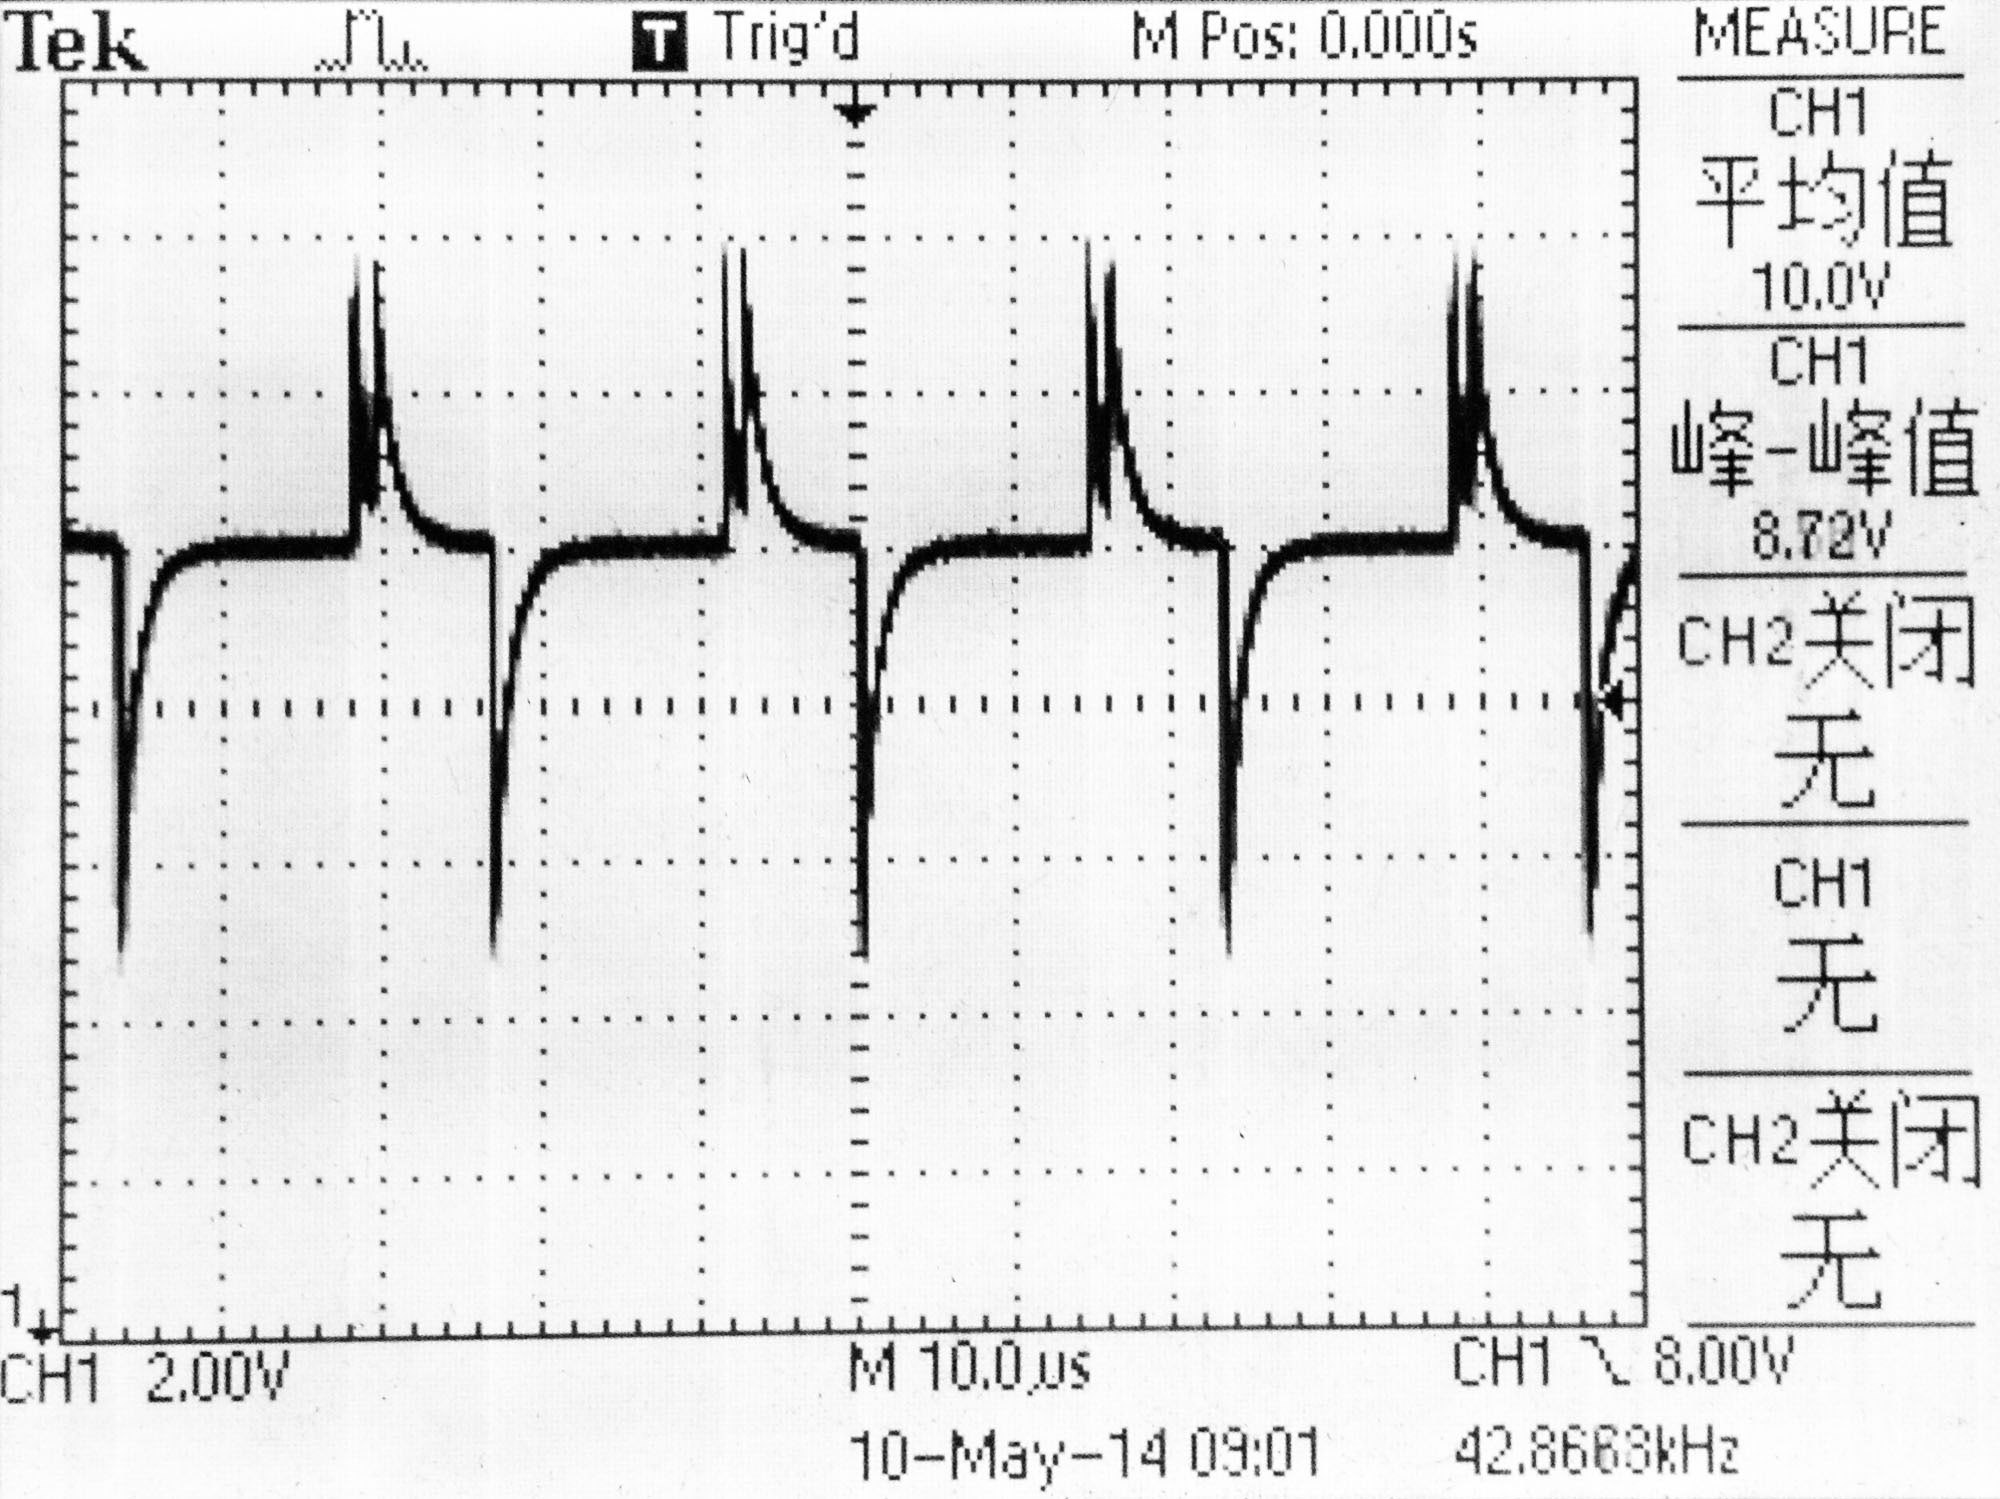 Tek T Trig'd M Pos: 0.000s MEASURE
CH1
平均值
10.0V
CH1
峰-峰值
8.72V
CH2关闭
无
CH1
无
CH2关闭
无
1
CH1 2.00V M 10.0µs CH1 8.00V
10-May-14 09:01 42.8668kHz